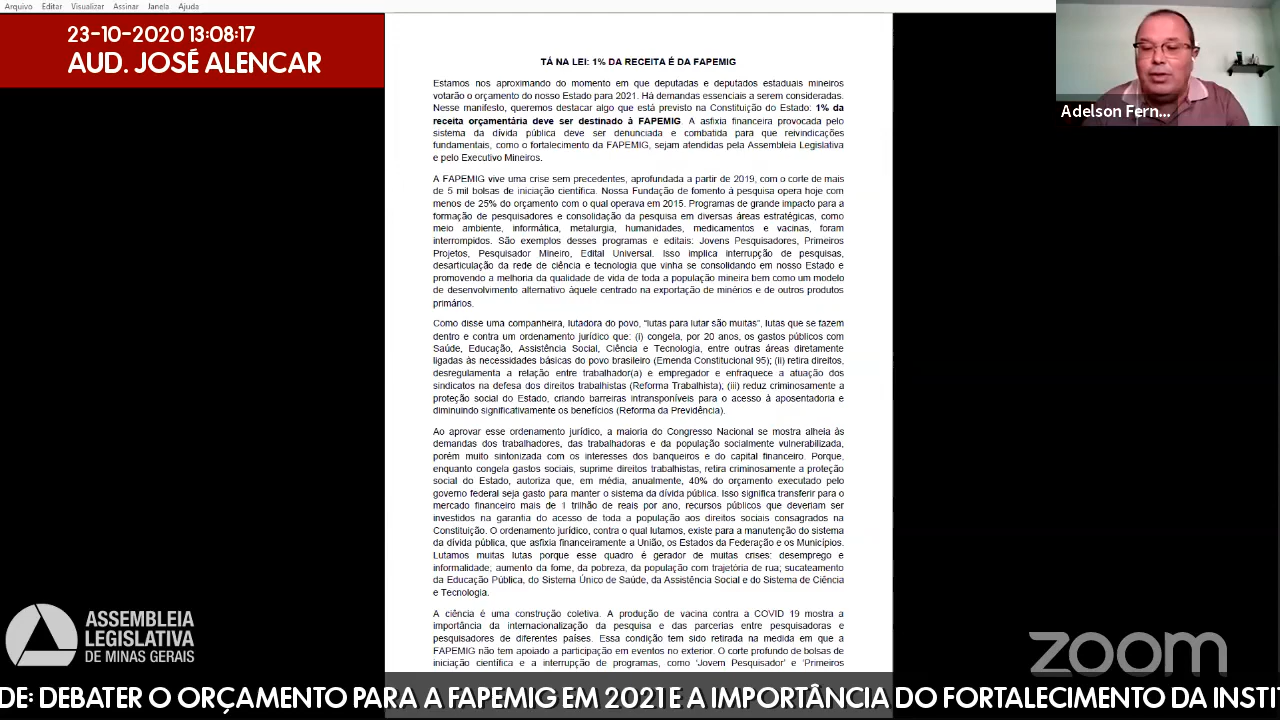 Arquivo Editar Visualizar Assinar Janela Ajuda
23-10-2020 13:08:17
AUD. JOSÉ ALENCAR
TÁ NA LEI: 1% DA RECEITA É DA FAPEMIG
Estamos nos aproximando do momento em que deputadas e deputados estaduais mineiros
votarão o orçamento do nosso Estado para 2021. Há demandas essenciais a serem consideradas.
Nesse manifesto, queremos destacar algo que está previsto na Constituição do Estado: 1% da
receita orçamentária deve ser destinado à FAPEMIG. A asfixia financeira provocada pelo
sistema da dívida pública deve ser denunciada e combatida para que reivindicações
fundamentais, como o fortalecimento da FAPEMIG, sejam atendidas pela Assembleia Legislativa
e pelo Executivo Mineiros.
A FAPEMIG vive uma crise sem precedentes, aprofundada a partir de 2019, com o corte de mais
de 5 mil bolsas de iniciação científica. Nossa Fundação de fomento à pesquisa opera hoje com
menos de 25% do orçamento com o qual operava em 2015. Programas de grande impacto para a
formação de pesquisadores e consolidação da pesquisa em diversas áreas estratégicas, como
meio ambiente, informática, metalurgia, humanidades, medicamentos e vacinas, foram
interrompidos. São exemplos desses programas e editais: Jovens Pesquisadores, Primeiros
Projetos, Pesquisador Mineiro, Edital Universal. Isso implica interrupção de pesquisas,
desarticulação da rede de ciência e tecnologia que vinha se consolidando em nosso Estado e
promovendo a melhoria da qualidade de vida de toda a população mineira bem como um modelo
de desenvolvimento alternativo àquele centrado na exportação de minérios e de outros produtos
primários.
Como disse uma companheira, lutadora do povo, "lutas para lutar são muitas", lutas que se fazem
dentro e contra um ordenamento jurídico que: (i) congela, por 20 anos, os gastos públicos com
Saúde, Educação, Assistência Social, Ciência e Tecnologia, entre outras áreas diretamente
ligadas às necessidades básicas do povo brasileiro (Emenda Constitucional 95); (ii) retira direitos,
desregulamenta a relação entre trabalhador(a) e empregador e enfraquece a atuação dos
sindicatos na defesa dos direitos trabalhistas (Reforma Trabalhista); (iii) reduz criminosamente a
proteção social do Estado, criando barreiras intransponíveis para o acesso à aposentadoria e
diminuindo significativamente os benefícios (Reforma da Previdência).
Ao aprovar esse ordenamento jurídico, a maioria do Congresso Nacional se mostra alheia às
demandas dos trabalhadores, das trabalhadoras e da população socialmente vulnerabilizada,
porém muito sintonizada com os interesses dos banqueiros e do capital financeiro. Porque,
enquanto congela gastos sociais, suprime direitos trabalhistas, retira criminosamente a proteção
social do Estado, autoriza que, em média, anualmente, 40% do orçamento executado pelo
governo federal seja gasto para manter o sistema da dívida pública. Isso significa transferir para o
mercado financeiro mais de 1 trilhão de reais por ano, recursos públicos que deveriam ser
investidos na garantia do acesso de toda a população aos direitos sociais consagrados na
Constituição. O ordenamento jurídico, contra o qual lutamos, existe para a manutenção do sistema
da dívida pública, que asfixia financeiramente a União, os Estados da Federação e os Municípios.
Lutamos muitas lutas porque esse quadro é gerador de muitas crises: desemprego e
informalidade; aumento da fome, da pobreza, da população com trajetória de rua; sucateamento
da Educação Pública, do Sistema Único de Saúde, da Assistência Social e do Sistema de Ciência
e Tecnologia.
A ciência é uma construção coletiva. A produção de vacina contra a COVID 19 mostra a
importância da internacionalização da pesquisa e das parcerias entre pesquisadoras e
pesquisadores de diferentes países. Essa condição tem sido retirada na medida em que a
FAPEMIG não tem apoiado a participação em eventos no exterior. O corte profundo de bolsas de
iniciação científica e a interrupção de programas, como 'Jovem Pesquisador' e 'Primeiros
Adelson Fern...
ASSEMBLEIA
LEGISLATIVA
DE MINAS GERAIS
zoom
DE: DEBATER O ORÇAMENTO PARA A FAPEMIG EM 2021 E A IMPORTÂNCIA DO FORTALECIMENTO DA INSTI